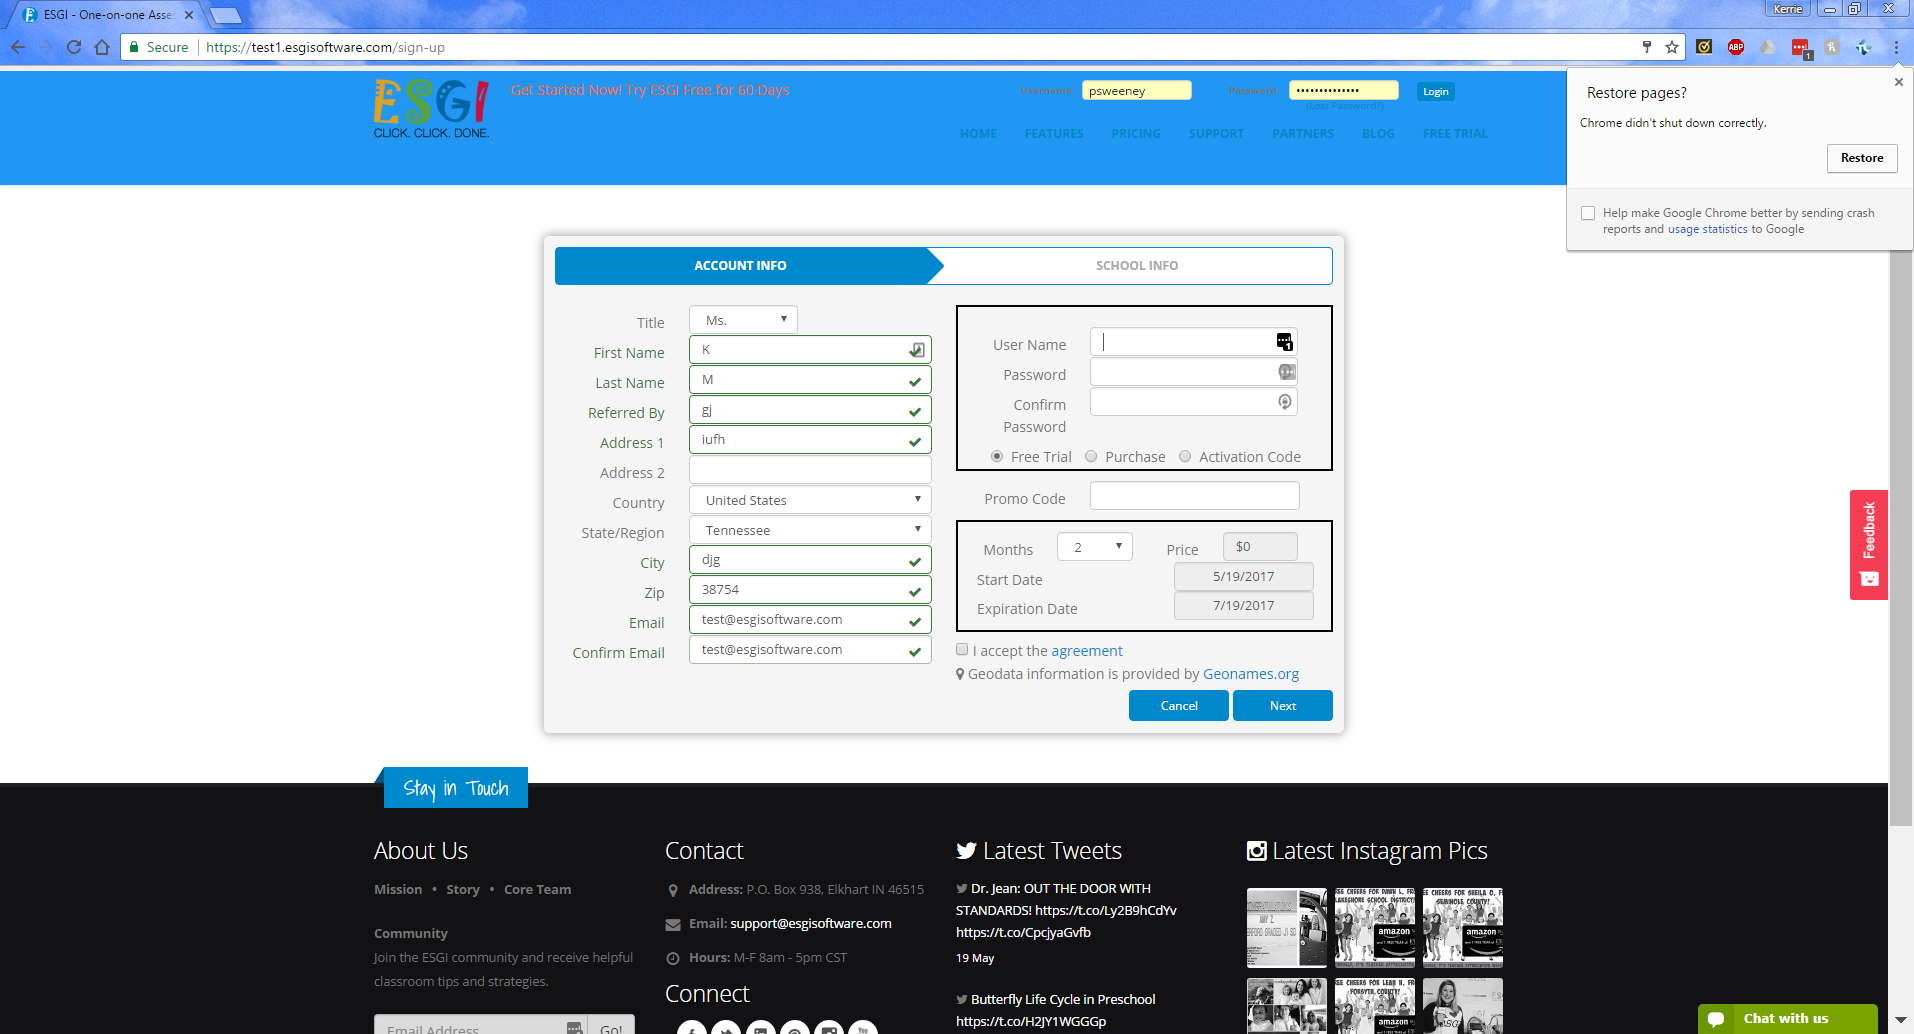 ESGI - One-on-one Asse
Kerrie
Secure
https://test1.esgisoftware.com/sign-up
ABP
1
ESGI
CLICK. CLICK. DONE.
Get Started Now! Try ESGI Free for 60 Days
Username
psweeney
Password
••••••••••••••
Login
(Lost Password?)
HOME FEATURES PRICING SUPPORT PARTNERS BLOG FREE TRIAL
Restore pages?
Chrome didn't shut down correctly.
Restore
Help make Google Chrome better by sending crash
reports and usage statistics to Google
ACCOUNT INFO
SCHOOL INFO
Title Ms.
First Name K
Last Name M
Referred By gj
Address 1 iufh
Address 2
Country United States
State/Region Tennessee
City djg
Zip 38754
Email test@esgisoftware.com
Confirm Email test@esgisoftware.com
User Name
1
Password
Confirm
Password
Free Trial Purchase Activation Code
Promo Code
Months 2 Price $0
Start Date 5/19/2017
Expiration Date 7/19/2017
I accept the agreement
Geodata information is provided by Geonames.org
Cancel Next
Feedback
Stay in Touch
About Us
Mission • Story • Core Team
Community
Join the ESGI community and receive helpful
classroom tips and strategies.
Email Address Go!
Contact
Address: P.O. Box 938, Elkhart IN 46515
Email: support@esgisoftware.com
Hours: M-F 8am - 5pm CST
Connect
You
Latest Tweets
Dr. Jean: OUT THE DOOR WITH
STANDARDS! https://t.co/Ly2B9hCdYv
https://t.co/CpcjyaGvfb
19 May
Butterfly Life Cycle in Preschool
https://t.co/H2JY1WGGGp
Latest Instagram Pics
amazon
amazon
amazon
Chat with us